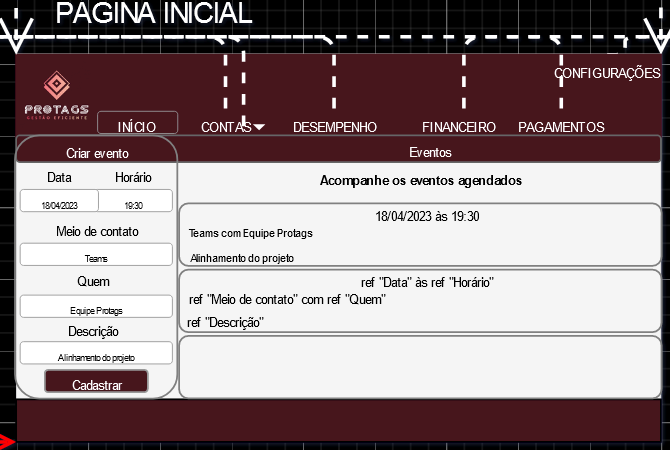 PAGINA INICIAL
CONFIGURAÇÕES
PROTAGS
GESTÃO EFICIENTE
INÍCIO CONTAS DESEMPENHO FINANCEIRO PAGAMENTOS
Criar evento
Data Horário
18/04/2023 19:30
Meio de contato
Teams
Quem
Equipe Protags
Descrição
Alinhamento do projeto
Cadastrar
Eventos
Acompanhe os eventos agendados
18/04/2023 às 19:30
Teams com Equipe Protags
Alinhamento do projeto
ref "Data" às ref "Horário"
ref "Meio de contato" com ref "Quem"
ref "Descrição"